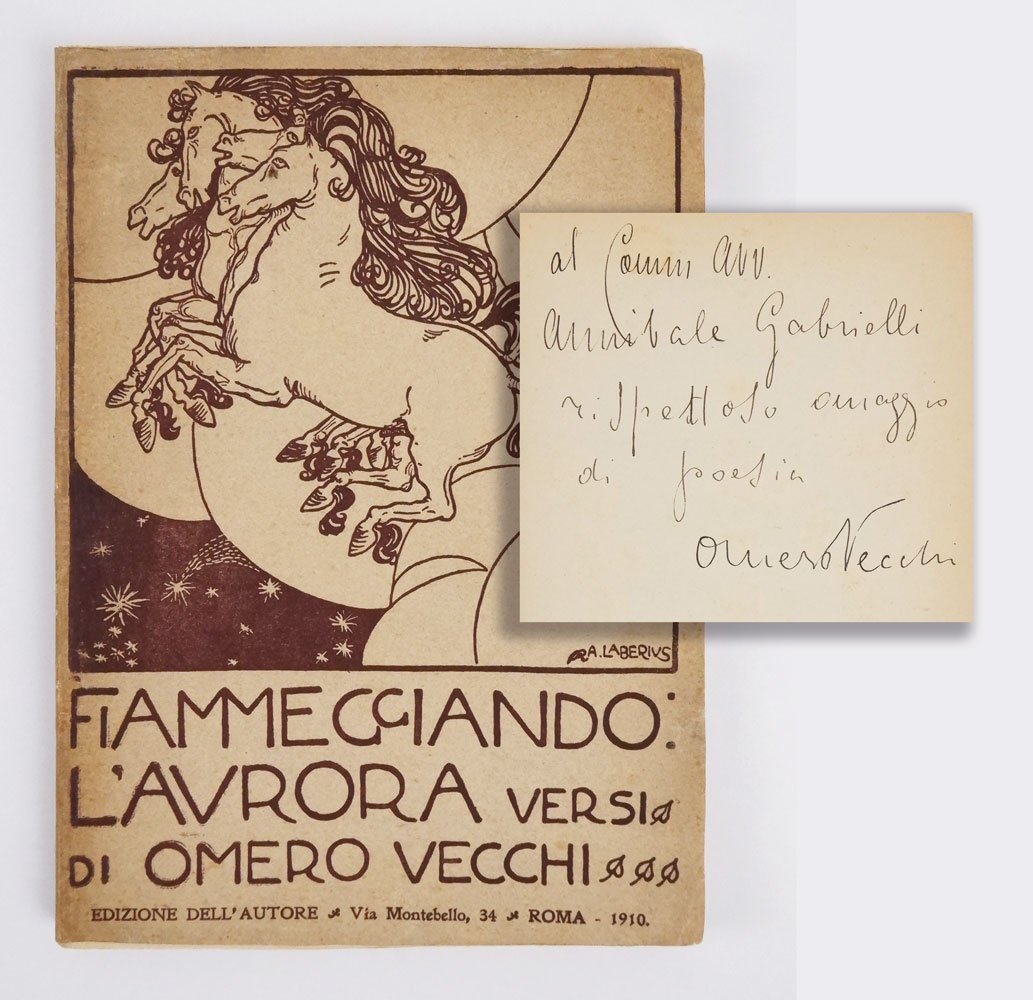 A. LABERIVS
FIAMMEGGIANDO:
L'AVRORA VERSI
DI OMERO VECCHI
EDIZIONE DELL'AUTORE Via Montebello, 34 ROMA - 1910.
al Comm Avv.
Annibale Gabrielli
rispettoso omaggio
di poesia
Omero Vecchi